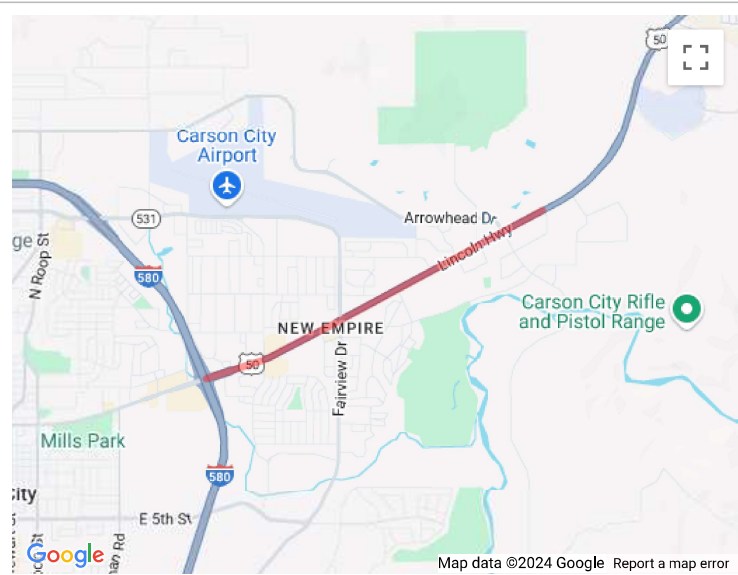 50
Carson City
Airport
531
Arrowhead Dr
ge
N Roop St
Lincoln Hwy
580
Carson City Rifle
and Pistol Range
NEW EMPIRE
50
Fairview Dr
Mills Park
580
City
E 5th St
Google
Map data ©2024 Google
Report a map error